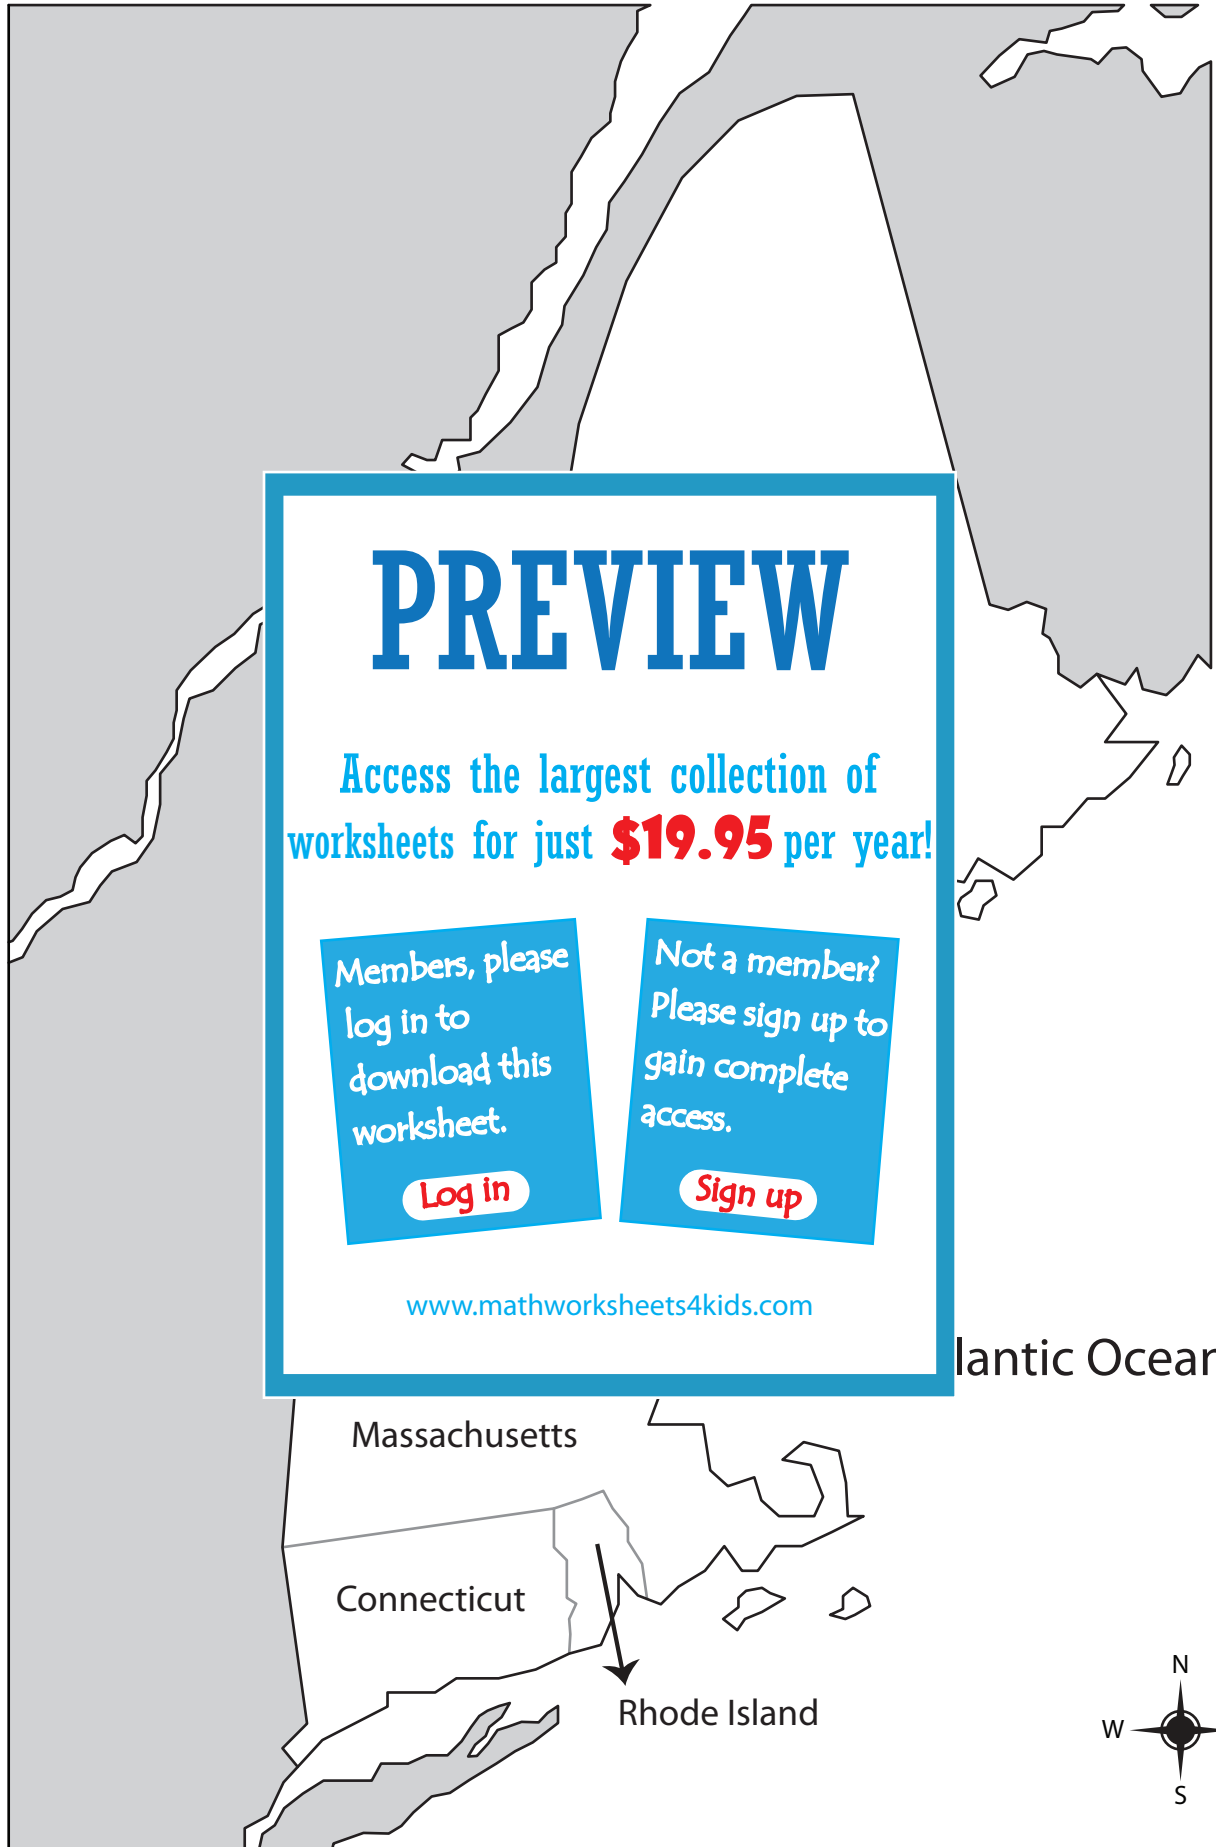 PREVIEW
Access the largest collection of
worksheets for just $19.95 per year!
Members, please
log in to
download this
worksheet.
Log in
Not a member?
Please sign up to
gain complete
access.
Sign up
www.mathworksheets4kids.com
lantic Ocean
Massachusetts
Connecticut
Rhode Island
N
W
S